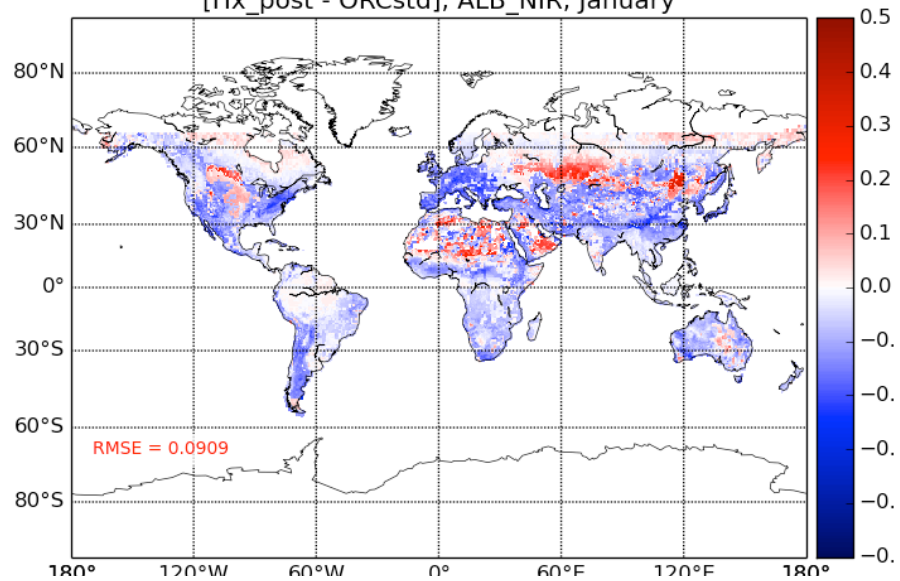 [Hx_post - ORCstd], ALB_NIR, January
80°N
60°N
30°N
0°
30°S
60°S
80°S
RMSE = 0.0909
180° 120°W 60°W 0° 60°E 120°E 180°
0.5
0.4
0.3
0.2
0.1
0.0
−0.
−0.
−0.
−0.
−0.